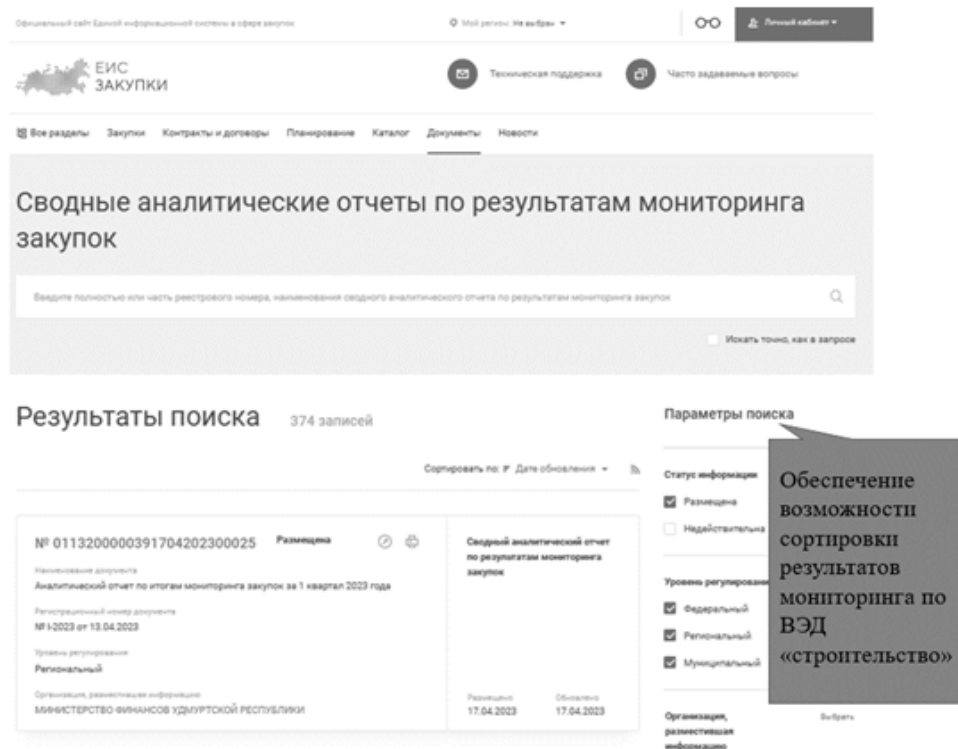 Официальный сайт Единой информационной системы в сфере закупок
Мой регион: Не выбран
Личный кабинет
ЕИС
ЗАКУПКИ
Техническая поддержка
Часто задаваемые вопросы
Все разделы Закупки Контракты и договоры Планирование Каталог Документы Новости
Сводные аналитические отчеты по результатам мониторинга
закупок
Введите полностью или часть реестрового номера, наименования сводного аналитического отчета по результатам мониторинга закупок
Искать точно, как в запросе
Результаты поиска 374 записей
Сортировать по: Дате обновления
№ 0113200000391704202300025 Размещена
Наименование документа
Аналитический отчет по итогам мониторинга закупок за 1 квартал 2023 года
Регистрационный номер документа
№ I-2023 от 13.04.2023
Уровень регулирования
Региональный
Организация, разместившая информацию
МИНИСТЕРСТВО ФИНАНСОВ УДМУРТСКОЙ РЕСПУБЛИКИ
Сводный аналитический отчет
по результатам мониторинга
закупок
Размещено Обновлено
17.04.2023 17.04.2023
Параметры поиска
Статус информации
Размещена
Недействительна
Уровень регулирован
Федеральный
Региональный
Муниципальный
Организация,
разместившая
информацию
Выбрать
Обеспечение
возможности
сортировки
результатов
мониторинга по
ВЭД
«строительство»